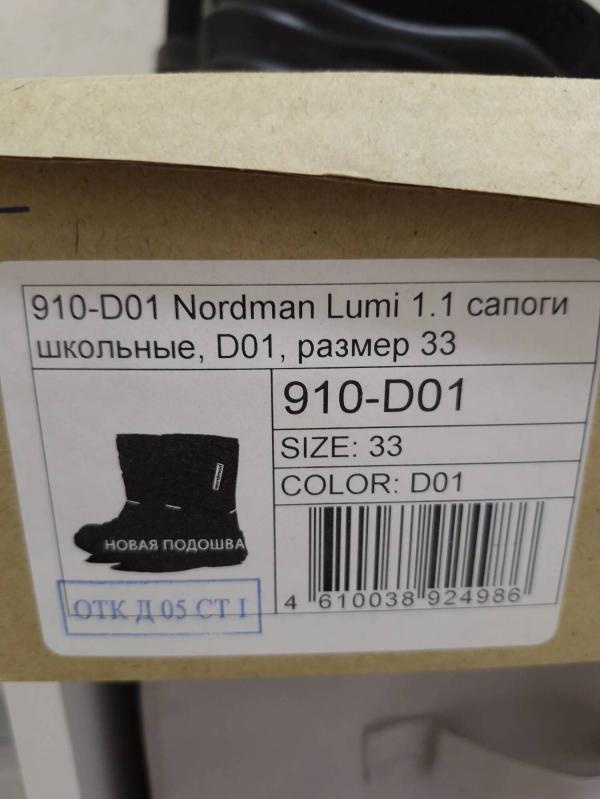 910-D01 Nordman Lumi 1.1 сапоги
школьные, D01, размер 33
910-D01
SIZE: 33
COLOR: D01
НОВАЯ ПОДОШВА
4 610038 924986
ОТК Д 05 СТ I